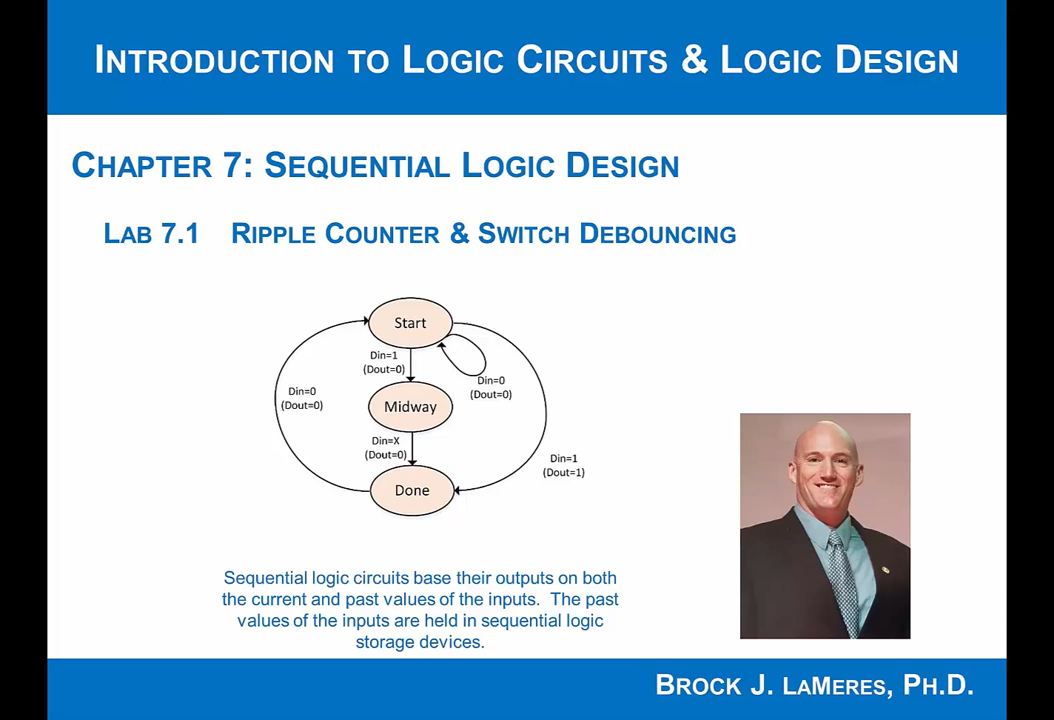 INTRODUCTION TO LOGIC CIRCUITS & LOGIC DESIGN
CHAPTER 7: SEQUENTIAL LOGIC DESIGN
LAB 7.1 RIPPLE COUNTER & SWITCH DEBOUNCING
Start
Din=1
(Dout=0)
Din=0
(Dout=0)
Din=0
(Dout=0)
Midway
Din=X
(Dout=0)
Din=1
(Dout=1)
Done
Sequential logic circuits base their outputs on both
the current and past values of the inputs. The past
values of the inputs are held in sequential logic
storage devices.
BROCK J. LAMERES, PH.D.